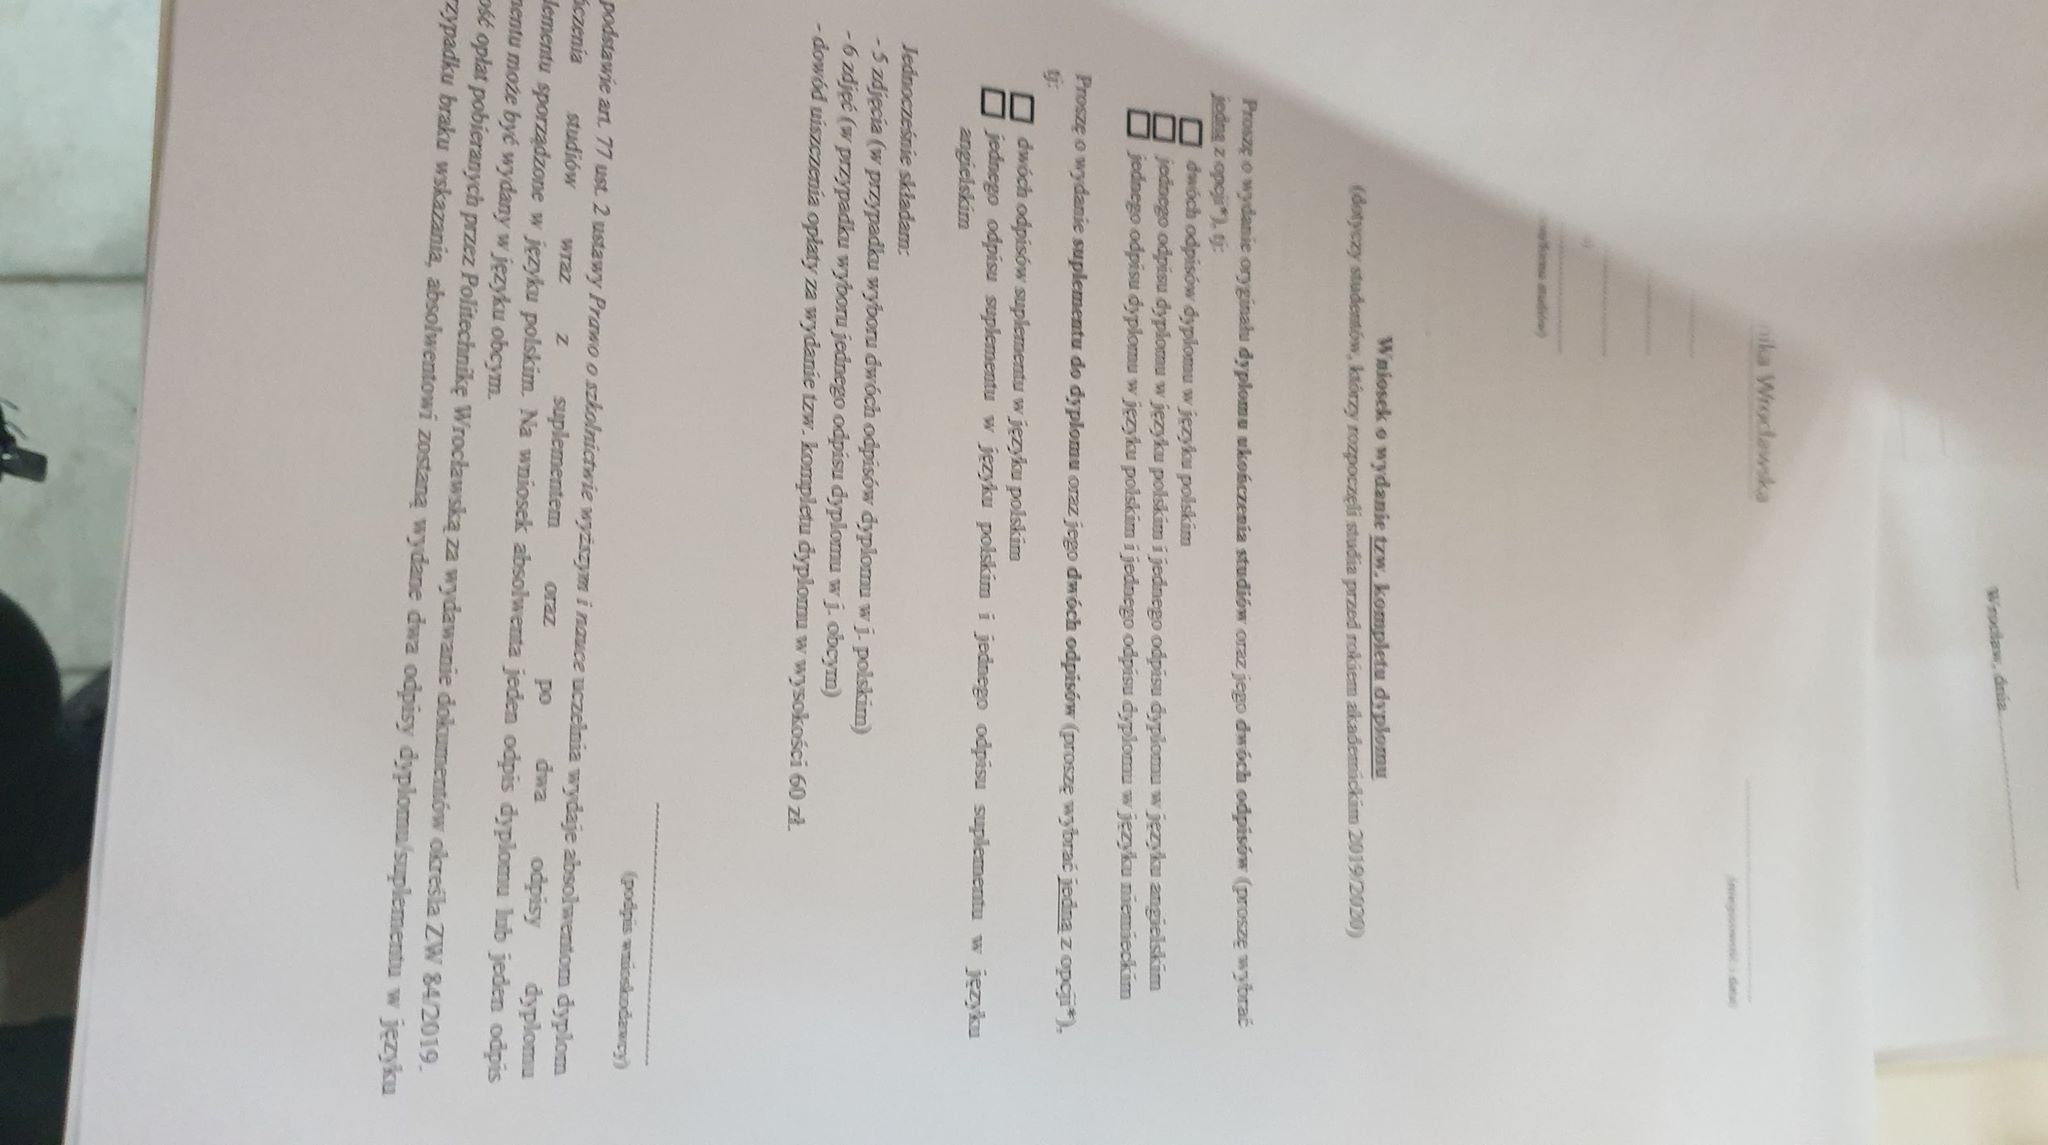 Wrocław, dnia
nika Wrocławska
(miejscowość i data)
studiów)
Wniosek o wydanie tzw. kompletu dyplomu
(dotyczy studentów, którzy rozpoczęli studia przed rokiem akademickim 2019/2020)
Proszę o wydanie oryginału dyplomu ukończenia studiów oraz jego dwóch odpisów (proszę wybrać
jedną z opcji*), tj:
dwóch odpisów dyplomu w języku polskim
jednego odpisu dyplomu w języku polskim i jednego odpisu dyplomu w języku angielskim
jednego odpisu dyplomu w języku polskim i jednego odpisu dyplomu w języku niemieckim
Proszę o wydanie suplementu do dyplomu oraz jego dwóch odpisów (proszę wybrać jedną z opcji*),
tj:
dwóch odpisów suplementu w języku polskim
jednego odpisu suplementu w języku polskim i jednego odpisu suplementu w języku
angielskim
Jednocześnie składam:
- 5 zdjęcia (w przypadku wyboru dwóch odpisów dyplomu w j. polskim)
- 6 zdjęć (w przypadku wyboru jednego odpisu dyplomu w j. obcym)
- dowód uiszczenia opłaty za wydanie tzw. kompletu dyplomu w wysokości 60 zł.
(podpis wnioskodawcy)
podstawie art. 77 ust. 2 ustawy Prawo o szkolnictwie wyższym i nauce uczelnia wydaje absolwentom dyplom
czenia studiów wraz z suplementem oraz po dwa odpisy dyplomu
lementu sporządzone w języku polskim. Na wniosek absolwenta jeden odpis dyplomu lub jeden odpis
mentu może być wydany w języku obcym.
ość opłat pobieranych przez Politechnikę Wrocławską za wydawanie dokumentów określa ZW 84/2019.
rzypadku braku wskazania, absolwentowi zostaną wydane dwa odpisy dyplomu/suplementu w języku